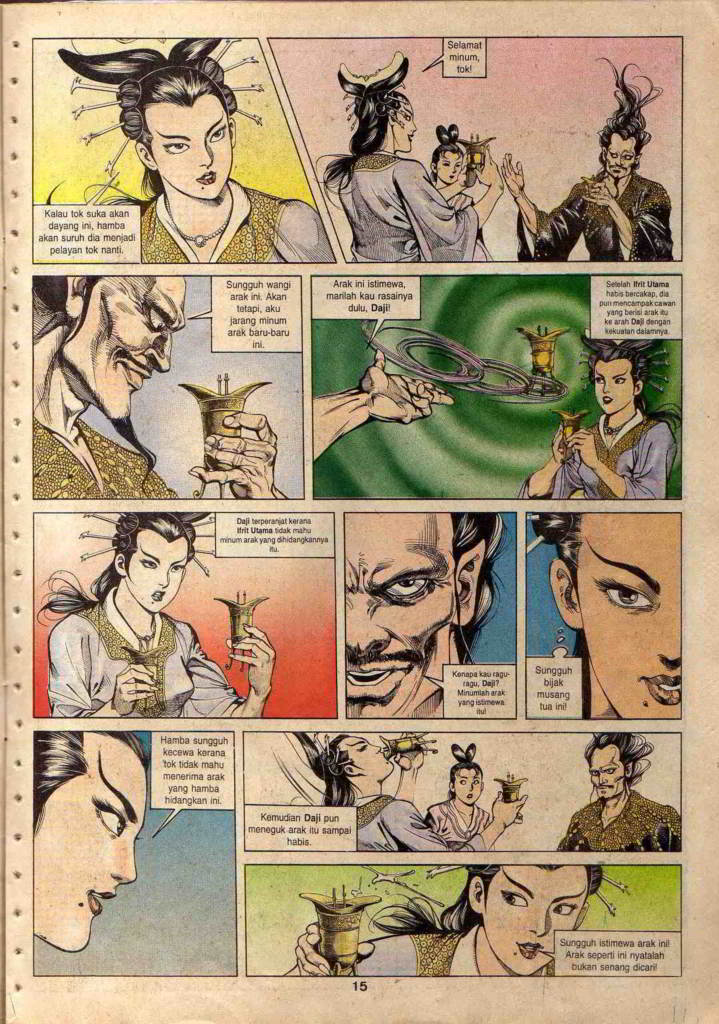 Kalau tok suka akan
dayang ini, hamba
akan suruh dia menjadi
pelayan tok nanti.
Selamat
minum,
tok!
Sungguh wangi
arak ini. Akan
tetapi, aku
jarang minum
arak baru-baru
ini.
Arak ini istimewa,
marilah kau rasainya
dulu, Daji!
Setelah Ifrit Utama
habis bercakap, dia
pun mencampak cawan
yang berisi arak itu
ke arah Daji dengan
kekuatan dalamnya.
Daji terperanjat kerana
Ifrit Utama tidak mahu
minum arak yang dihidangkannya
itu.
Kenapa kau ragu-
ragu, Daji?
Minumlah arak
yang istimewa
itu!
Sungguh
bijak
musang
tua ini!
Hamba sungguh
kecewa kerana
tok tidak mahu
menerima arak
yang hamba
hidangkan ini.
Kemudian Daji pun
meneguk arak itu sampai
habis.
Sungguh istimewa arak ini!
Arak seperti ini nyatalah
bukan senang dicari!
15